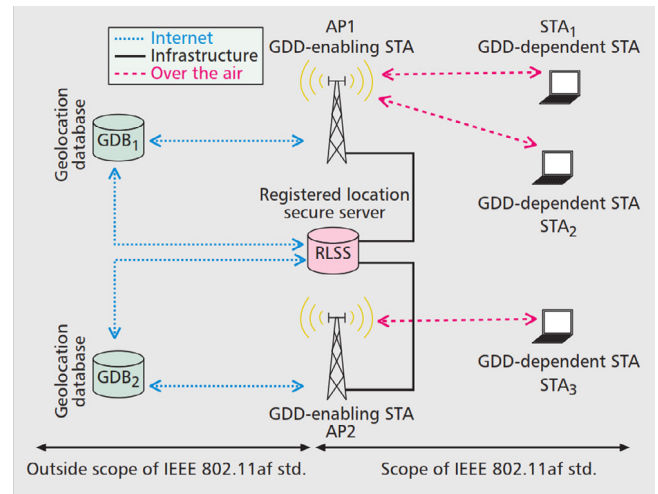 Internet
Infrastructure
Over the air
AP1
GDD-enabling STA
STA1
GDD-dependent STA
Geolocation
database
GDB1
GDD-dependent STA
STA2
Registered location
secure server
RLSS
Geolocation
database
GDB2
GDD-dependent STA
STA3
GDD-enabling STA
AP2
Outside scope of IEEE 802.11af std.
Scope of IEEE 802.11af std.